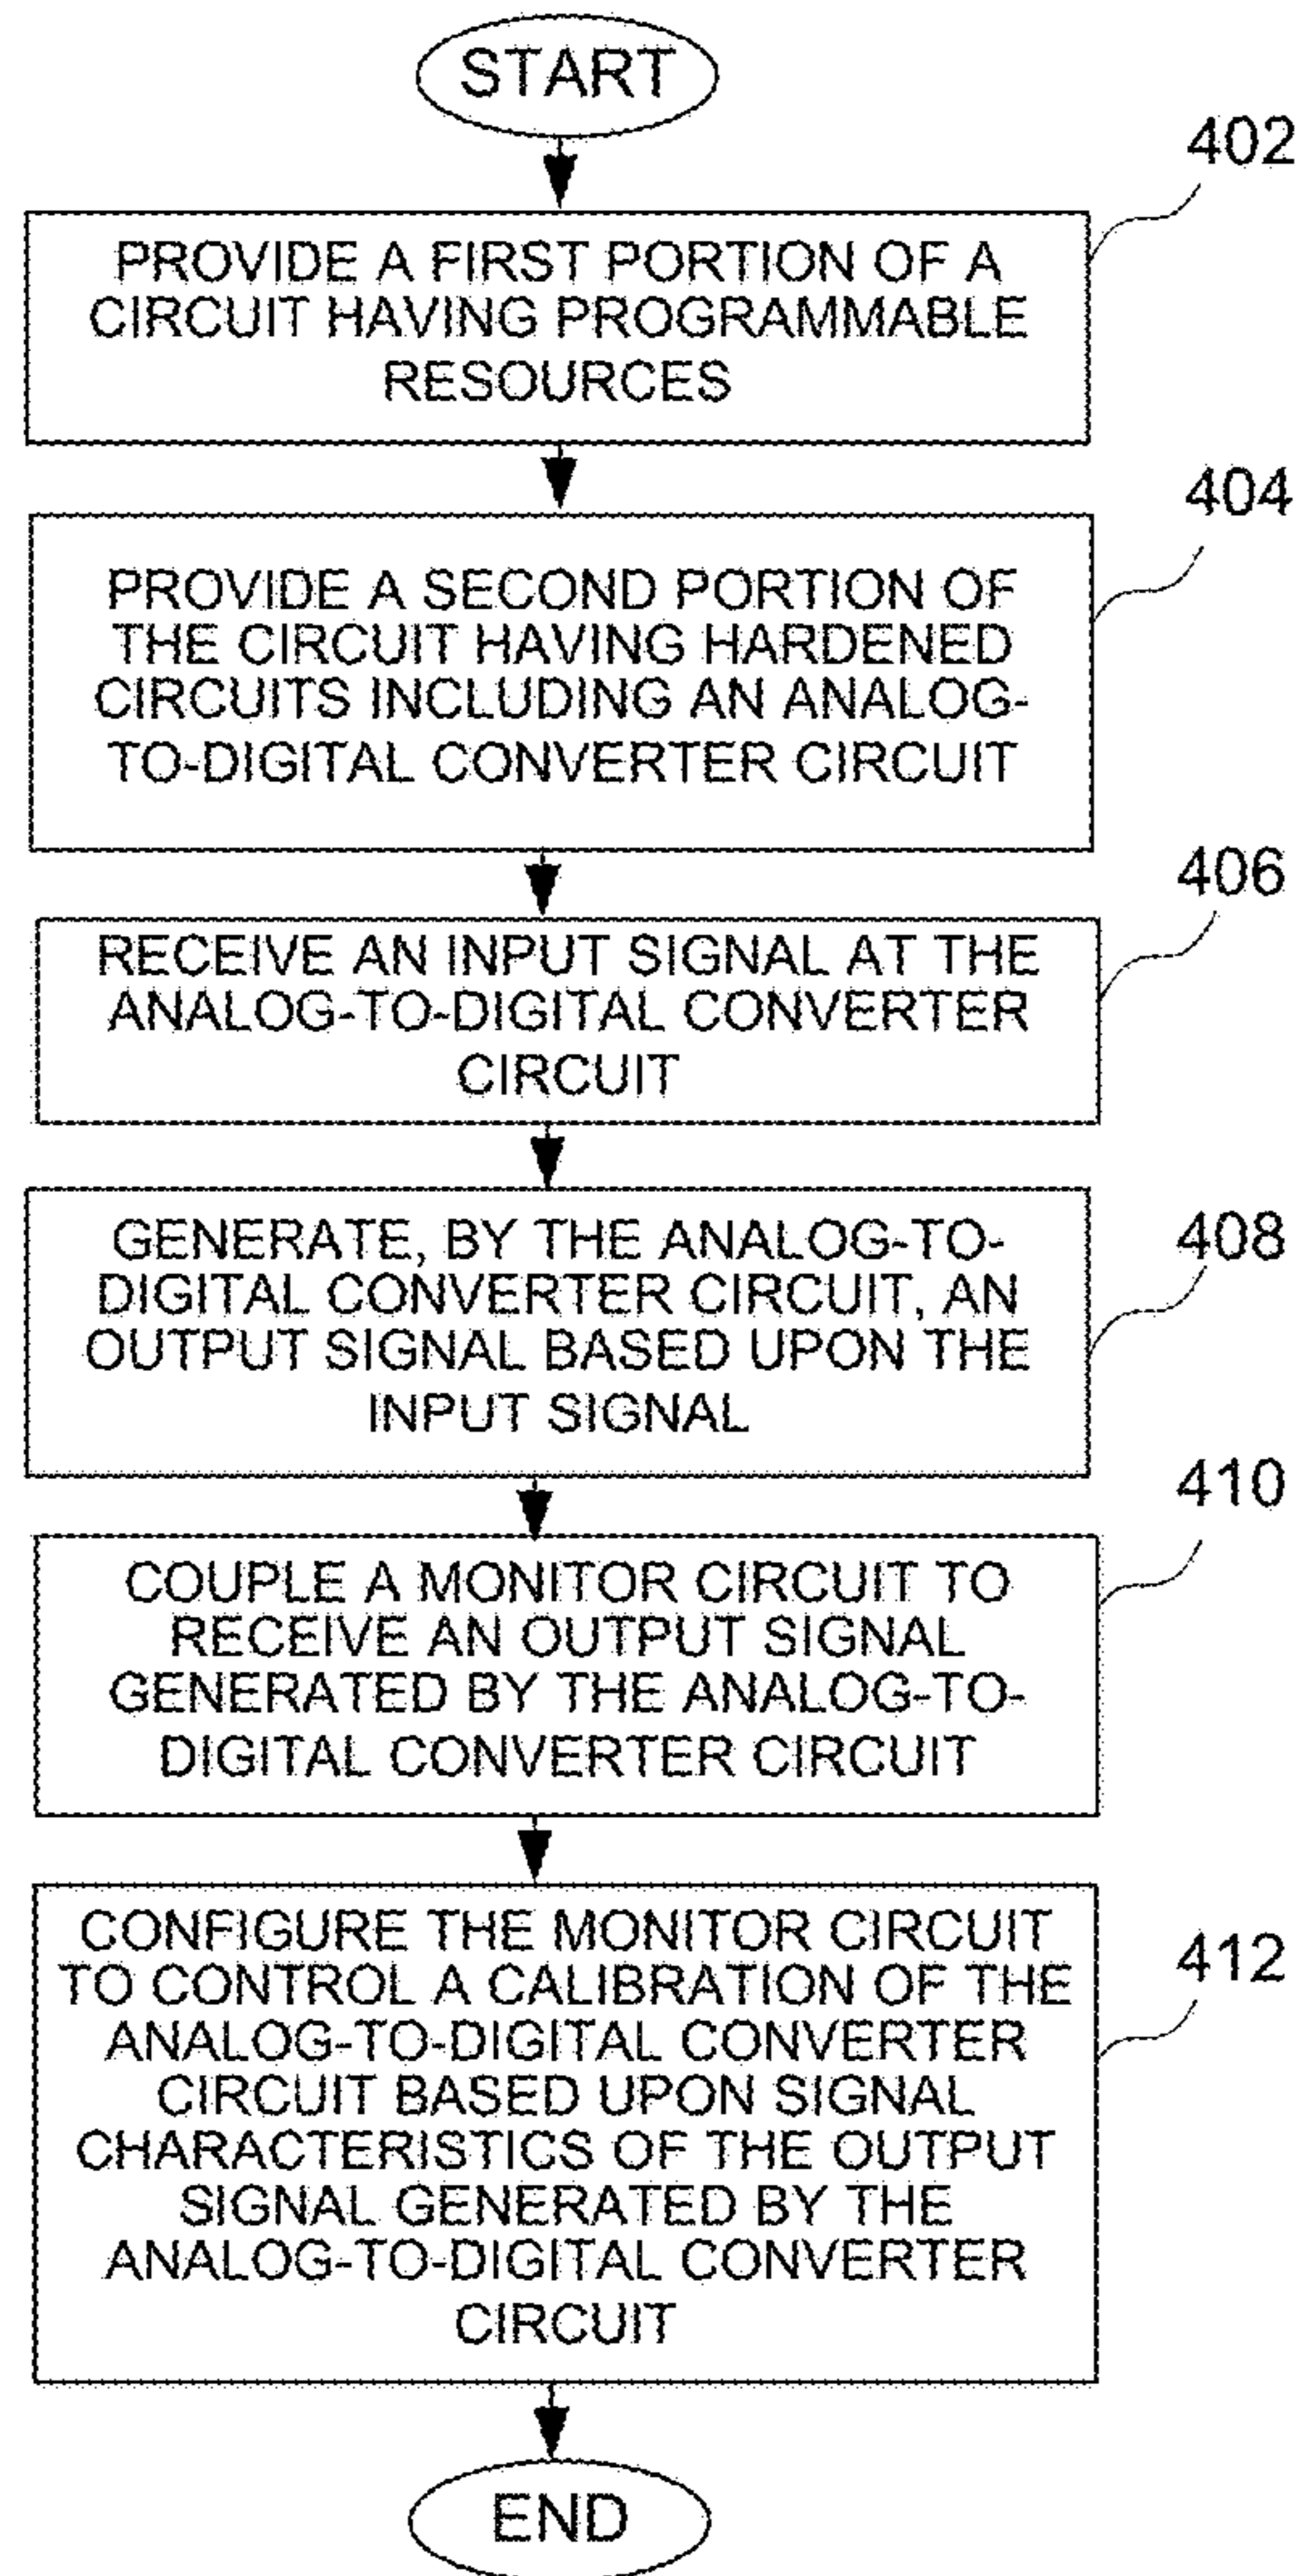 START
402
PROVIDE A FIRST PORTION OF A
CIRCUIT HAVING PROGRAMMABLE
RESOURCES
404
PROVIDE A SECOND PORTION OF
THE CIRCUIT HAVING HARDENED
CIRCUITS INCLUDING AN ANALOG-
TO-DIGITAL CONVERTER CIRCUIT
406
RECEIVE AN INPUT SIGNAL AT THE
ANALOG-TO-DIGITAL CONVERTER
CIRCUIT
408
GENERATE, BY THE ANALOG-TO-
DIGITAL CONVERTER CIRCUIT, AN
OUTPUT SIGNAL BASED UPON THE
INPUT SIGNAL
410
COUPLE A MONITOR CIRCUIT TO
RECEIVE AN OUTPUT SIGNAL
GENERATED BY THE ANALOG-TO-
DIGITAL CONVERTER CIRCUIT
412
CONFIGURE THE MONITOR CIRCUIT
TO CONTROL A CALIBRATION OF THE
ANALOG-TO-DIGITAL CONVERTER
CIRCUIT BASED UPON SIGNAL
CHARACTERISTICS OF THE OUTPUT
SIGNAL GENERATED BY THE
ANALOG-TO-DIGITAL CONVERTER
CIRCUIT
END